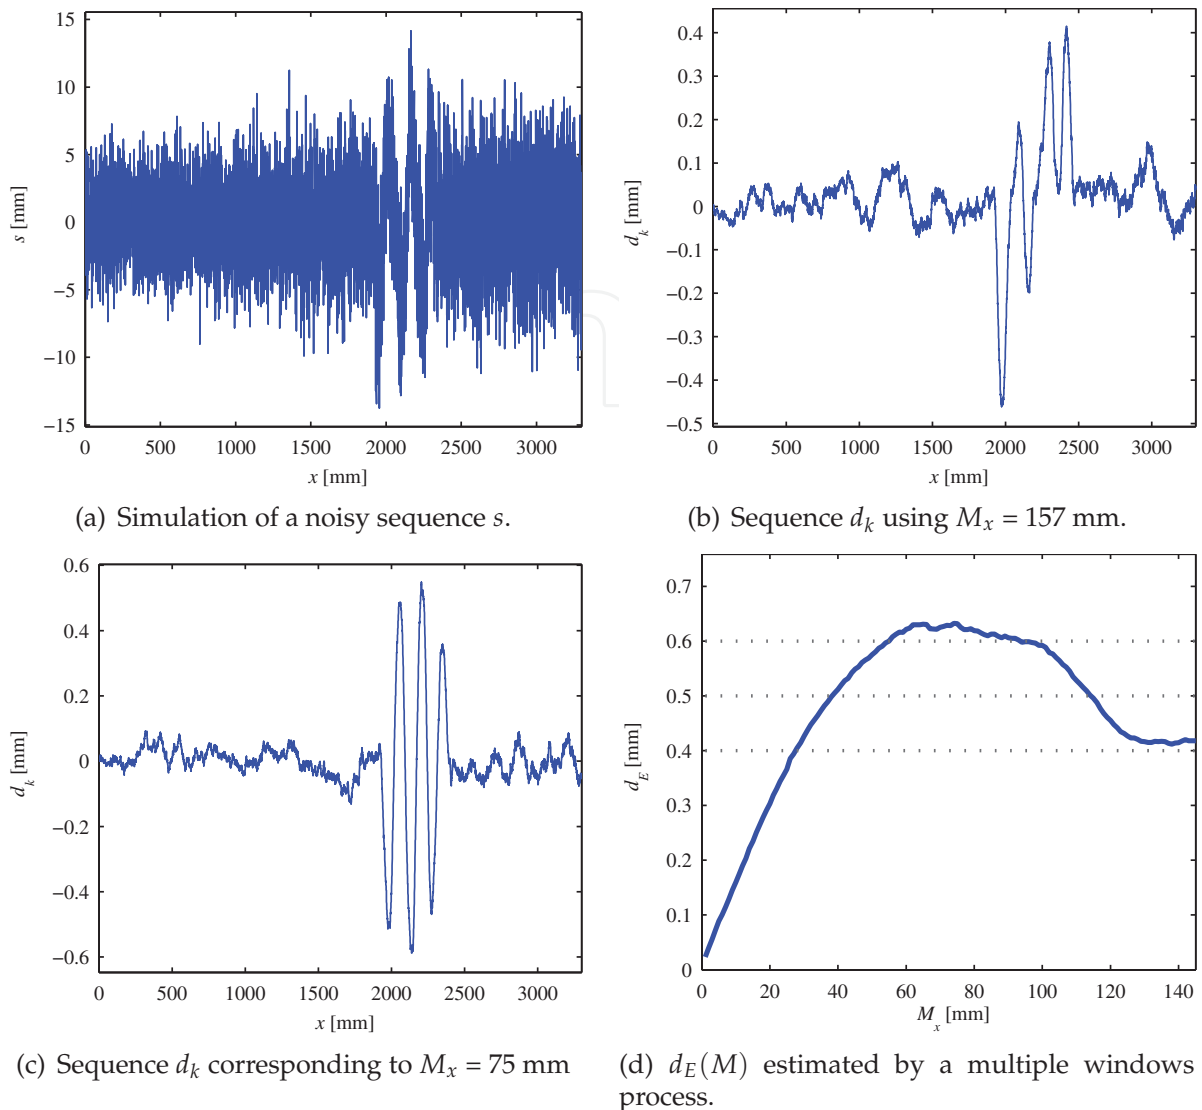 15
10
5
0
−5
−10
−15
s [mm]
0 500 1000 1500 2000 2500 3000
x [mm]
(a) Simulation of a noisy sequence s.
0.4
0.3
0.2
0.1
0
−0.1
−0.2
−0.3
−0.4
−0.5
d_k [mm]
0 500 1000 1500 2000 2500 3000
x [mm]
(b) Sequence d_k using M_x = 157 mm.
0.6
0.4
0.2
0
−0.2
−0.4
−0.6
d_k [mm]
0 500 1000 1500 2000 2500 3000
x [mm]
(c) Sequence d_k corresponding to M_x = 75 mm
0.7
0.6
0.5
0.4
0.3
0.2
0.1
0
d_E [mm]
0 20 40 60 80 100 120 140
M_x [mm]
(d) d_E(M) estimated by a multiple windows
process.